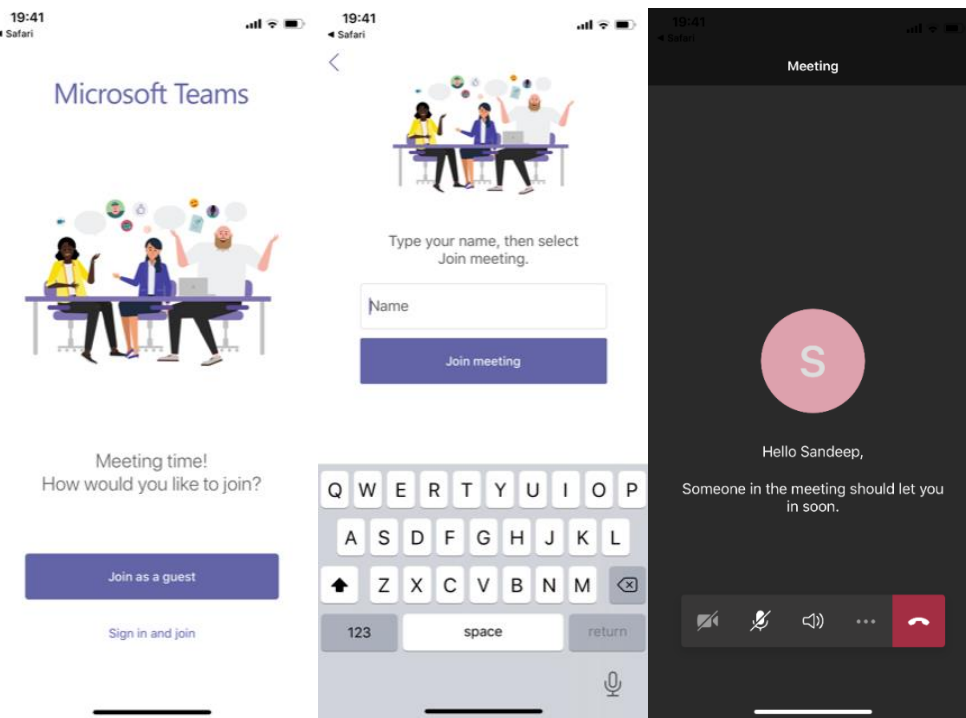 19:41
Safari
Microsoft Teams
Meeting time!
How would you like to join?
Join as a guest
Sign in and join
19:41
◀ Safari
Type your name, then select
Join meeting.
Name
Join meeting
Q W E R T Y U I O P
A S D F G H J K L
Z X C V B N M
123 space return
19:41
◀ Safari
Meeting
S
Hello Sandeep,
Someone in the meeting should let you
in soon.